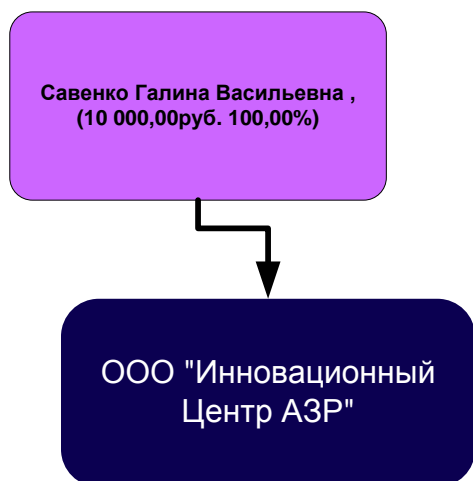 Савенко Галина Васильевна ,
(10 000,00руб. 100,00%)
ООО "Инновационный
Центр АЗР"